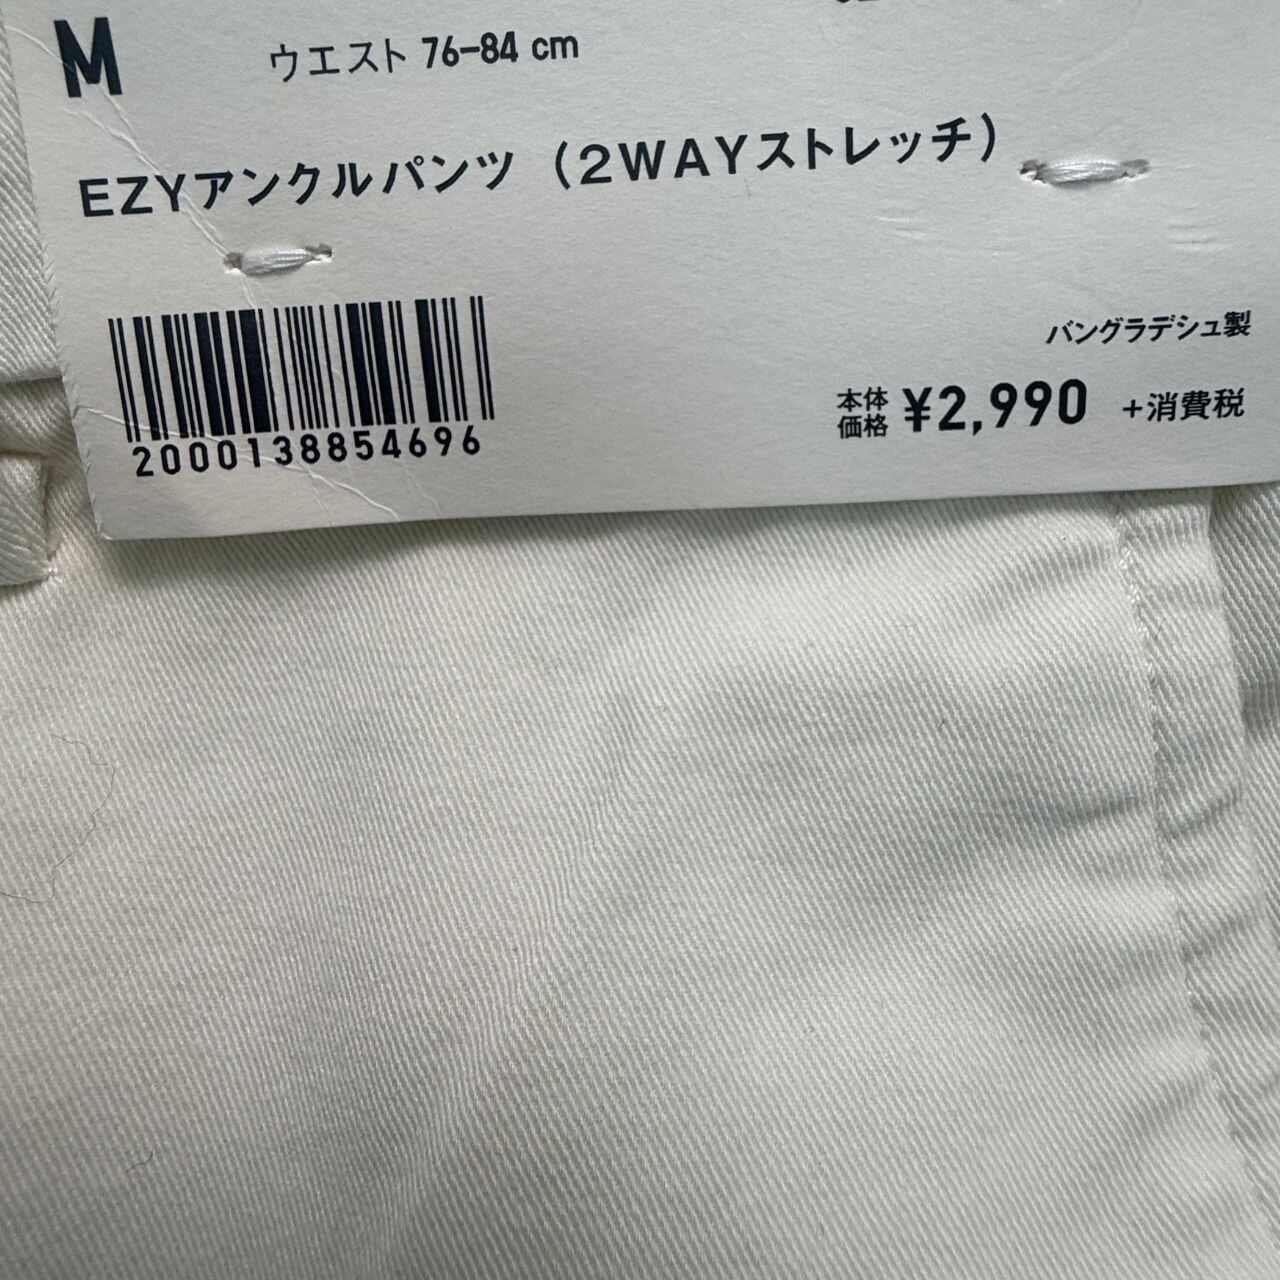 M
ウエスト 76-84 cm
EZYアンクルパンツ（2WAYストレッチ）
2000138854696
バングラデシュ製
本体価格 ¥2,990 +消費税